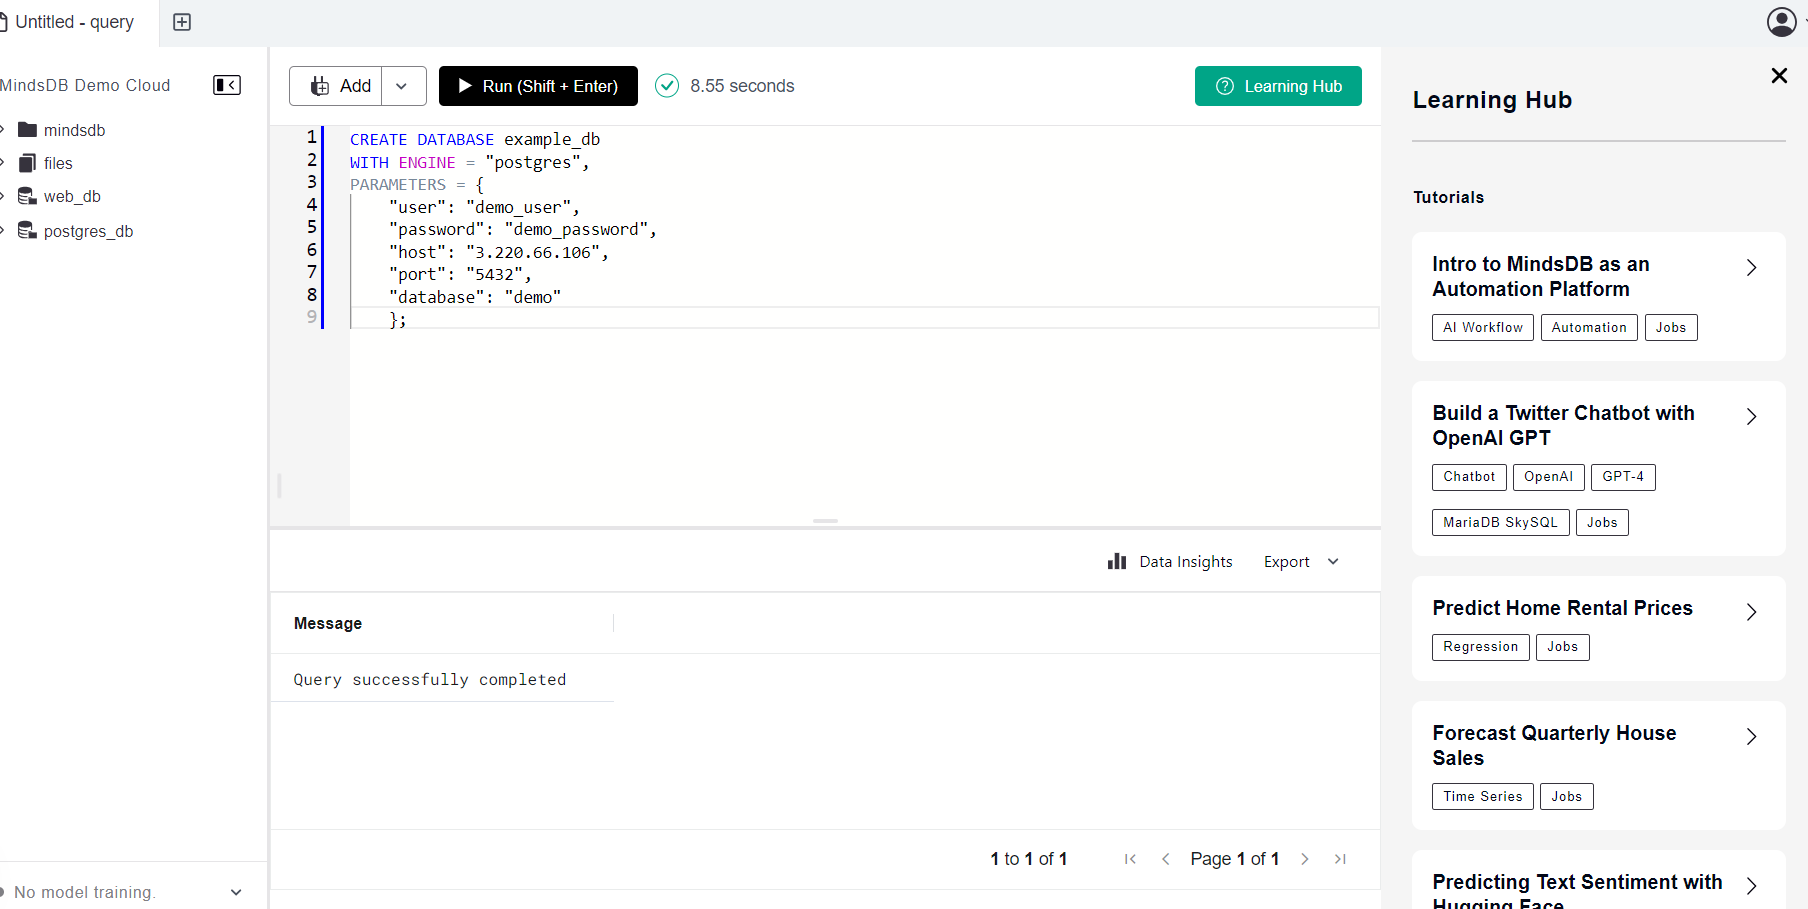 Untitled - query
MindsDB Demo Cloud
mindsdb
files
web_db
postgres_db
No model training.
Add
Run (Shift + Enter)
8.55 seconds
Learning Hub
1 CREATE DATABASE example_db
2 WITH ENGINE = "postgres",
3 PARAMETERS = {
4 "user": "demo_user",
5 "password": "demo_password",
6 "host": "3.220.66.106",
7 "port": "5432",
8 "database": "demo"
9 };
Data Insights Export
Message
Query successfully completed
1 to 1 of 1 Page 1 of 1
Learning Hub
Tutorials
Intro to MindsDB as an
Automation Platform
AI Workflow Automation Jobs
Build a Twitter Chatbot with
OpenAI GPT
Chatbot OpenAI GPT-4
MariaDB SkySQL Jobs
Predict Home Rental Prices
Regression Jobs
Forecast Quarterly House
Sales
Time Series Jobs
Predicting Text Sentiment with
Hugging Face